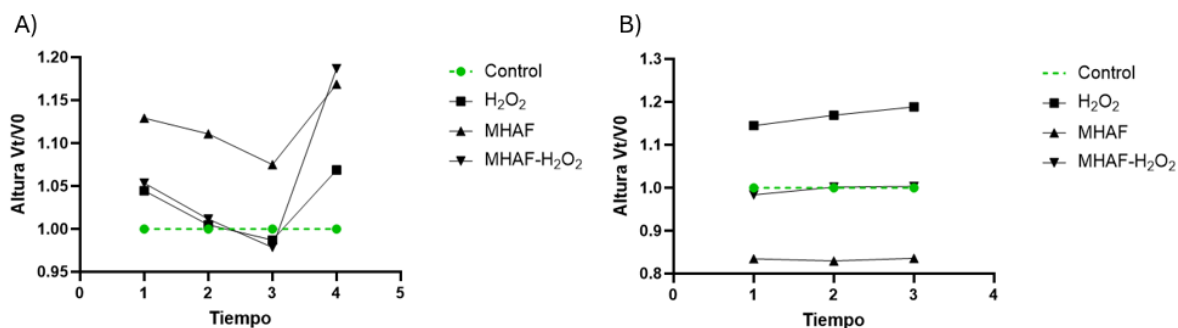 A)
Altura Vt/V0
1.20
1.15
1.10
1.05
1.00
0.95
0 1 2 3 4 5
Tiempo
Control
H₂O₂
MHAF
MHAF-H₂O₂
B)
Altura Vt/V0
1.3
1.2
1.1
1.0
0.9
0.8
0 1 2 3 4
Tiempo
Control
H₂O₂
MHAF
MHAF-H₂O₂